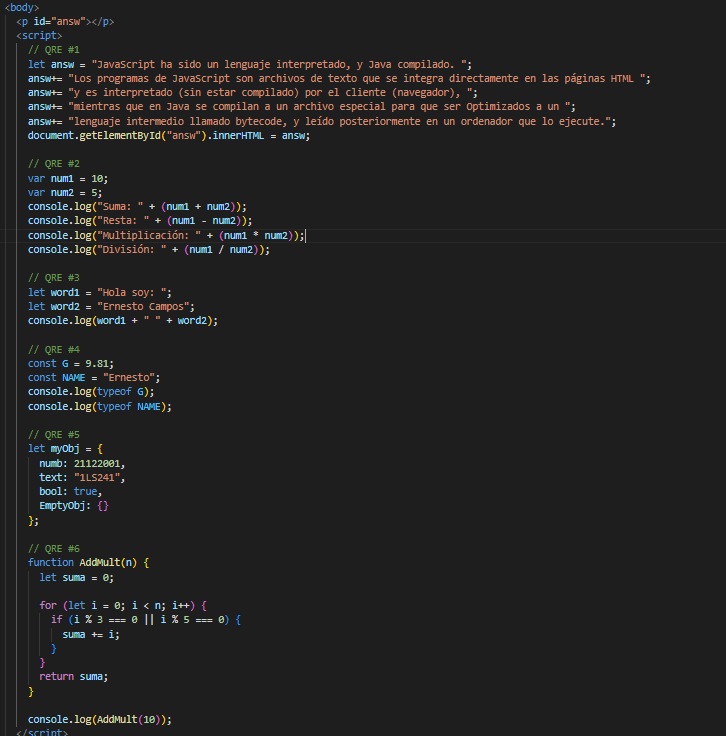 <body>
<p id="answ"></p>
<script>
// QRE #1
let answ = "JavaScript ha sido un lenguaje interpretado, y Java compilado. ";
answ+= "Los programas de JavaScript son archivos de texto que se integra directamente en las páginas HTML ";
answ+= "y es interpretado (sin estar compilado) por el cliente (navegador), ";
answ+= "mientras que en Java se compilan a un archivo especial para que ser Optimizados a un ";
answ+= "lenguaje intermedio llamado bytecode, y leído posteriormente en un ordenador que lo ejecute.";
document.getElementById("answ").innerHTML = answ;
// QRE #2
var num1 = 10;
var num2 = 5;
console.log("Suma: " + (num1 + num2));
console.log("Resta: " + (num1 - num2));
console.log("Multiplicación: " + (num1 * num2));
console.log("División: " + (num1 / num2));
// QRE #3
let word1 = "Hola soy: ";
let word2 = "Ernesto Campos";
console.log(word1 + " " + word2);
// QRE #4
const G = 9.81;
const NAME = "Ernesto";
console.log(typeof G);
console.log(typeof NAME);
// QRE #5
let myObj = {
numb: 21122001,
text: "1LS241",
bool: true,
EmptyObj: {}
};
// QRE #6
function AddMult(n) {
let suma = 0;
for (let i = 0; i < n; i++) {
if (i % 3 === 0 || i % 5 === 0) {
suma += i;
}
}
return suma;
}
console.log(AddMult(10));
</script>